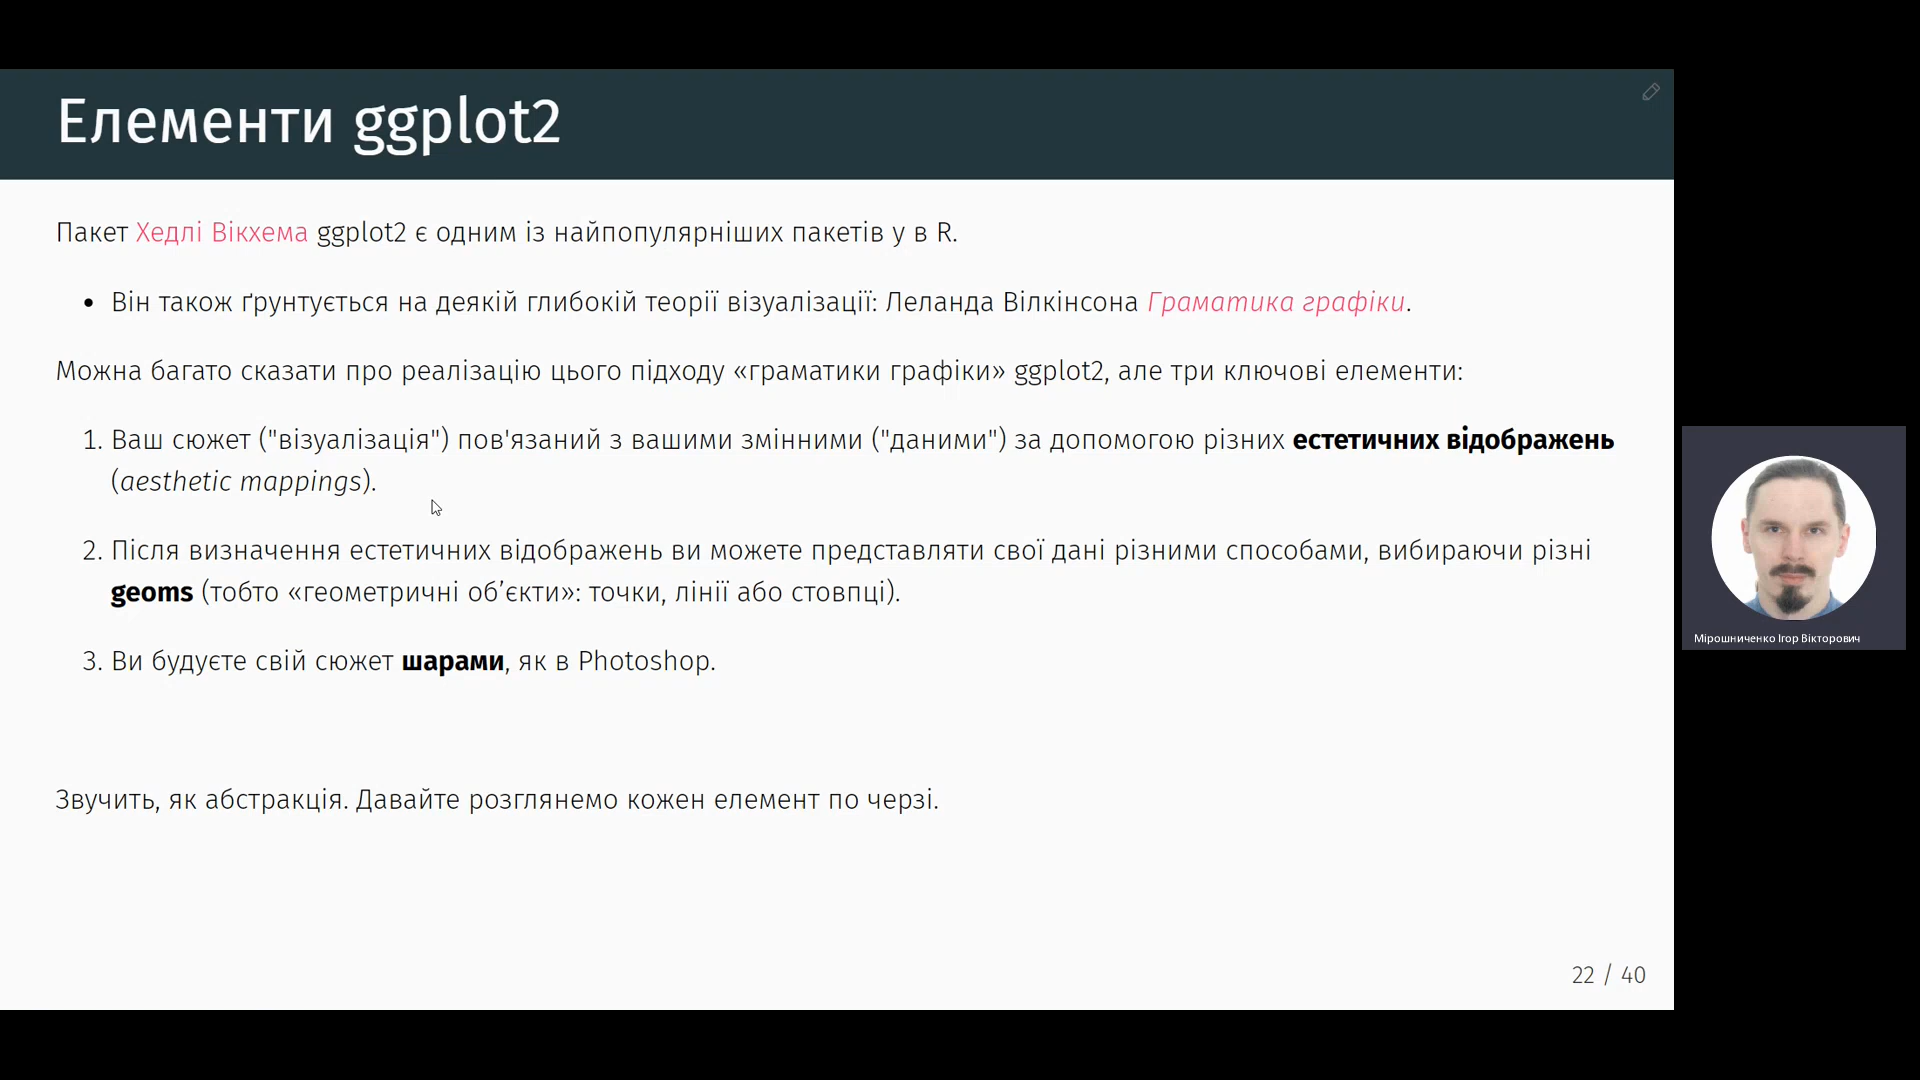 Елементи ggplot2
Пакет Хедлі Вікхема ggplot2 є одним із найпопулярніших пакетів у в R.
• Він також ґрунтується на деякій глибокій теорії візуалізації: Леланда Вілкінсона Граматика графіки.
Можна багато сказати про реалізацію цього підходу «граматики графіки» ggplot2, але три ключові елементи:
1. Ваш сюжет ("візуалізація") пов'язаний з вашими змінними ("даними") за допомогою різних естетичних відображень
(aesthetic mappings).
2. Після визначення естетичних відображень ви можете представляти свої дані різними способами, вибираючи різні
geoms (тобто «геометричні об’єкти»: точки, лінії або стовпці).
3. Ви будуєте свій сюжет шарами, як в Photoshop.
Звучить, як абстракція. Давайте розглянемо кожен елемент по черзі.
22 / 40
Мірошниченко Ігор Вікторович